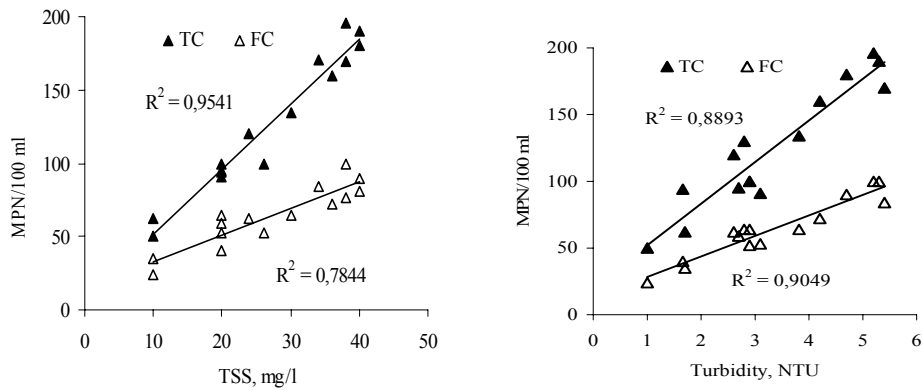 200
150
100
50
0
MPN/100 ml
▲ TC △ FC
R² = 0,9541
R² = 0,7844
0 10 20 30 40 50
TSS, mg/l
200
150
100
50
0
MPN/100 ml
▲ TC △ FC
R² = 0,8893
R² = 0,9049
0 1 2 3 4 5 6
Turbidity, NTU